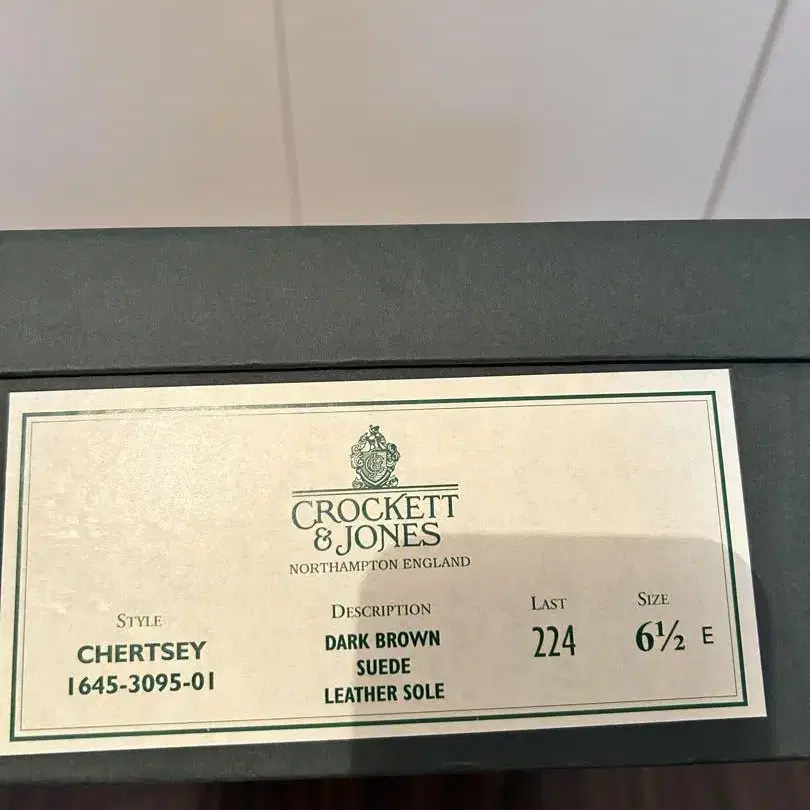 CROCKETT
& JONES
NORTHAMPTON ENGLAND
STYLE
CHERTSEY
1645-3095-01
DESCRIPTION
DARK BROWN
SUEDE
LEATHER SOLE
LAST
224
SIZE
6½ E